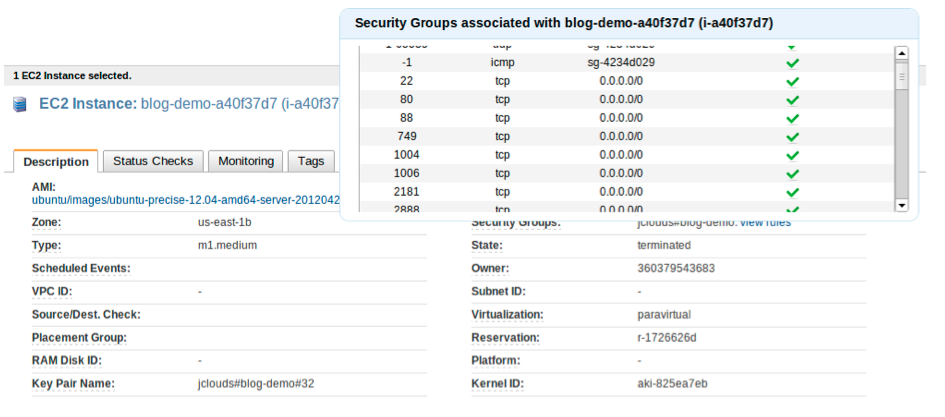 Security Groups associated with blog-demo-a40f37d7 (i-a40f37d7)
-1 icmp sg-4234d029
22 tcp 0.0.0.0/0
80 tcp 0.0.0.0/0
88 tcp 0.0.0.0/0
749 tcp 0.0.0.0/0
1004 tcp 0.0.0.0/0
1006 tcp 0.0.0.0/0
2181 tcp 0.0.0.0/0
2888 tcp 0.0.0.0/0
1 EC2 Instance selected.
EC2 Instance: blog-demo-a40f37d7 (i-a40f37
Description Status Checks Monitoring Tags
AMI:
ubuntu/images/ubuntu-precise-12.04-amd64-server-2012042
Zone: us-east-1b Security Groups: jclouds#blog-demo. view rules
Type: m1.medium State: terminated
Scheduled Events: Owner: 360379543683
VPC ID: - Subnet ID: -
Source/Dest. Check: Virtualization: paravirtual
Placement Group: Reservation: r-1726626d
RAM Disk ID: - Platform: -
Key Pair Name: jclouds#blog-demo#32 Kernel ID: aki-825ea7eb